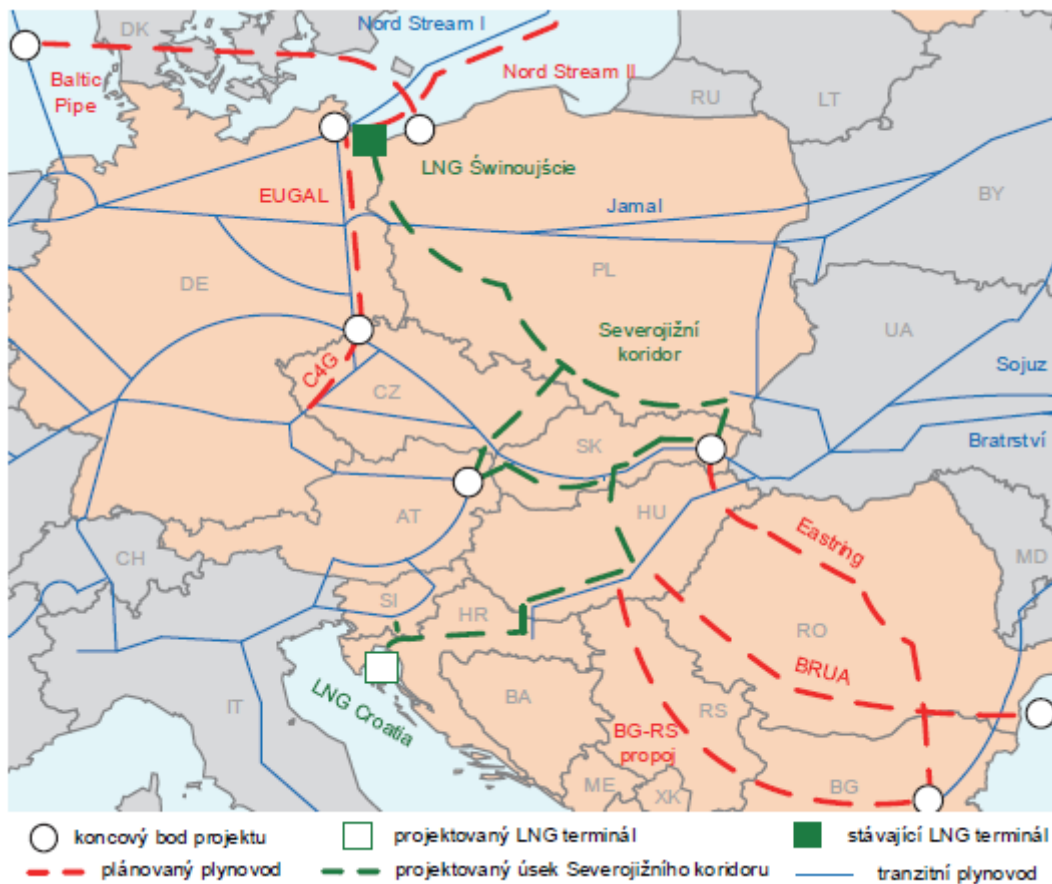 DK
Nord Stream I
Baltic
Pipe
Nord Stream II
RU
LT
LNG Świnoujście
EUGAL
Jamal
BY
DE
PL
UA
Severojižní
koridor
Sojuz
C4G
CZ
SK
Bratrství
AT
HU
CH
Eastring
MD
SI
HR
RO
BRUA
IT
LNG Croatia
BA
RS
BG-RS
propoj
ME
XK
BG
koncový bod projektu
projektovaný LNG terminál
stávající LNG terminál
plánovaný plynovod
projektovaný úsek Severojižního koridoru
tranzitní plynovod